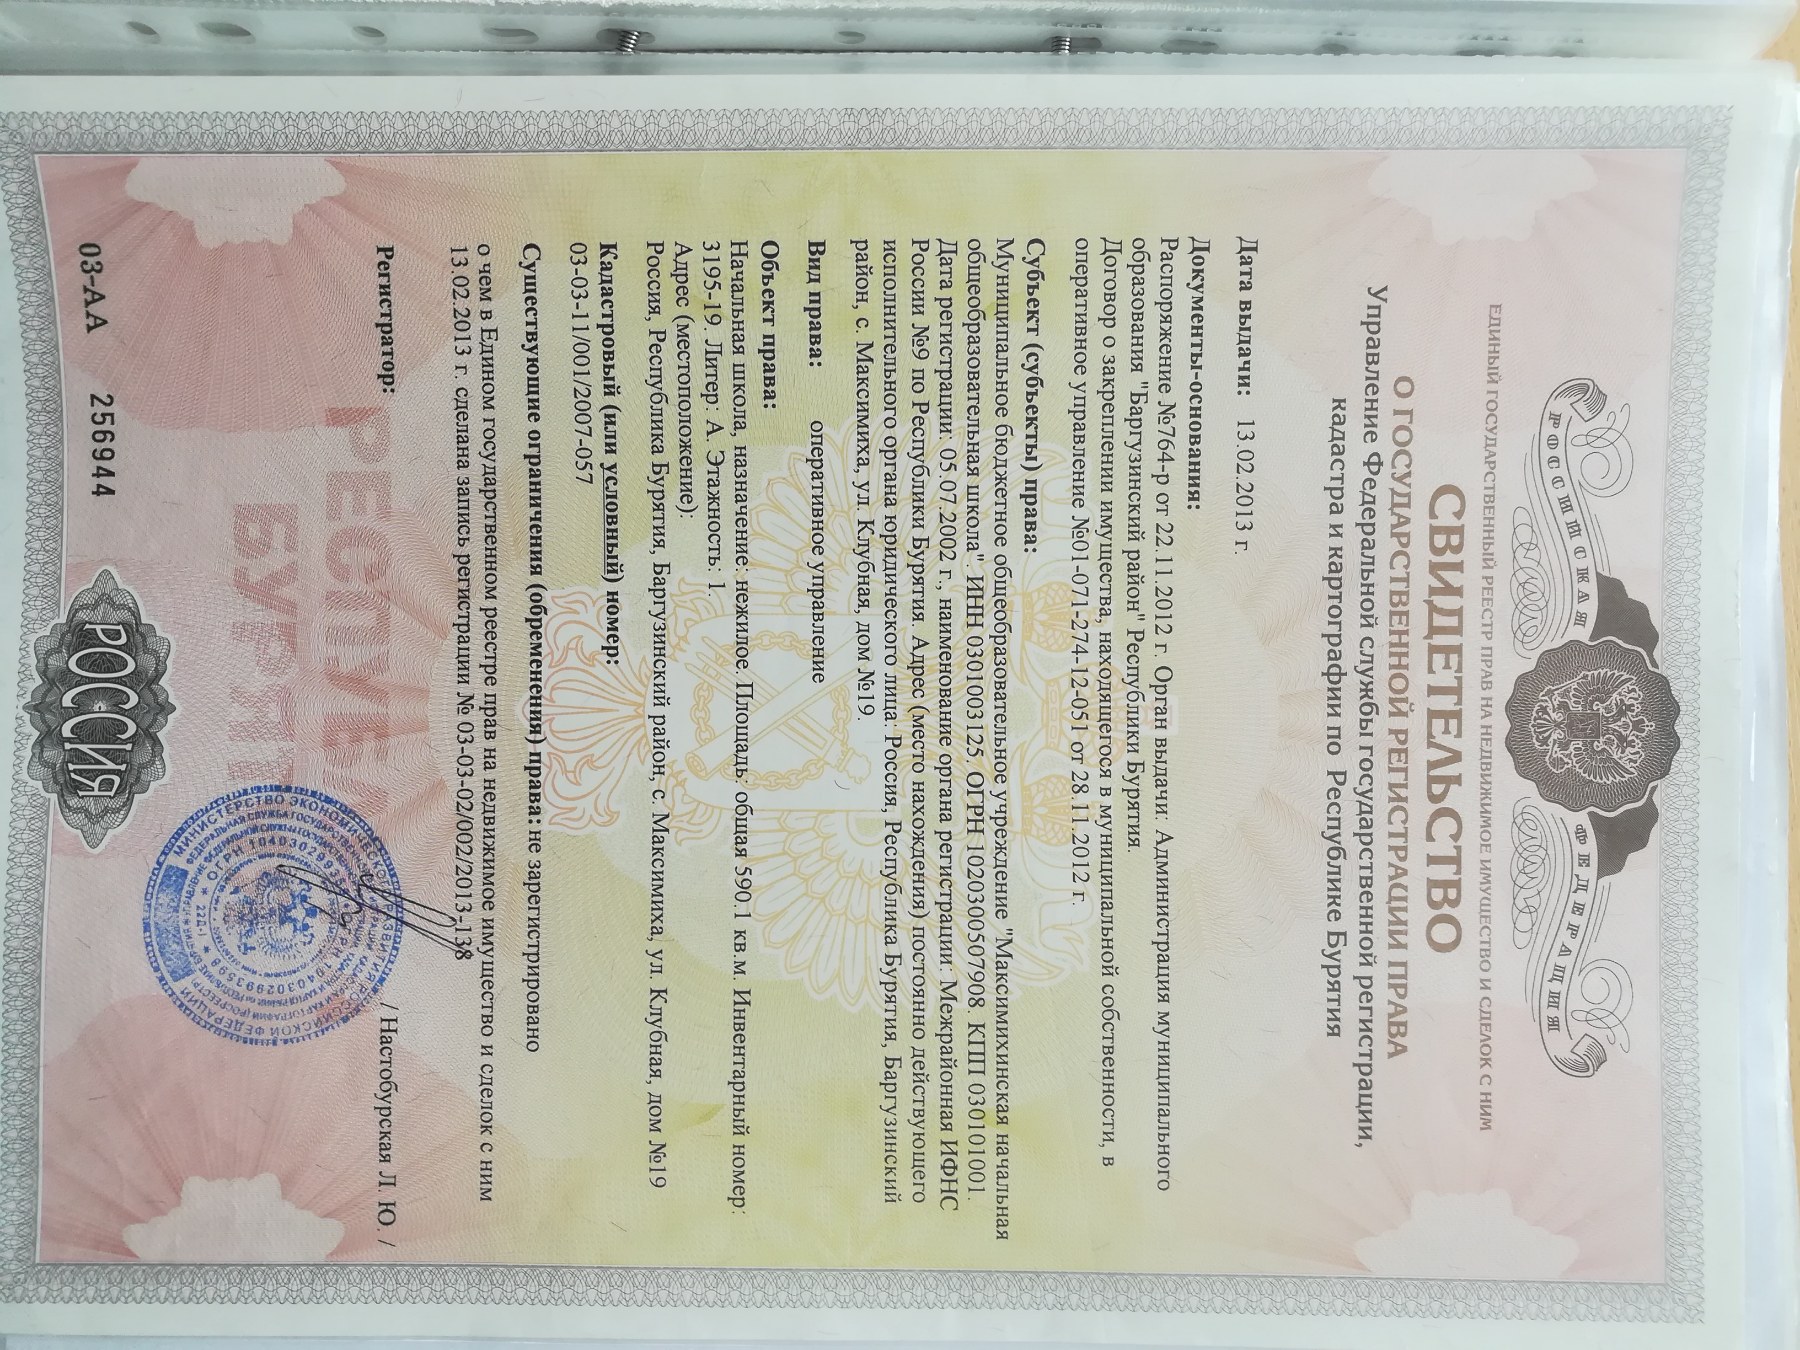 РОССИЙСКАЯ ФЕДЕРАЦИЯ
ЕДИНЫЙ ГОСУДАРСТВЕННЫЙ РЕЕСТР ПРАВ НА НЕДВИЖИМОЕ ИМУЩЕСТВО И СДЕЛОК С НИМ
СВИДЕТЕЛЬСТВО
О ГОСУДАРСТВЕННОЙ РЕГИСТРАЦИИ ПРАВА
Управление Федеральной службы государственной регистрации,
кадастра и картографии по Республике Бурятия
Дата выдачи: 13.02.2013 г.
Документы-основания:
Распоряжение №764-р от 22.11.2012 г. Орган выдачи: Администрация муниципального
образования "Баргузинский район" Республики Бурятия.
Договор о закреплении имущества, находящегося в муниципальной собственности, в
оперативное управление №01-071-274-12-051 от 28.11.2012 г.
Субъект (субъекты) права:
Муниципальное бюджетное общеобразовательное учреждение "Максимихинская начальная
общеобразовательная школа". ИНН 0301003125. ОГРН 1020300507908. КПП 030101001.
Дата регистрации: 05.07.2002 г., наименование органа регистрации: Межрайонная ИФНС
России №9 по Республики Бурятия. Адрес (место нахождения) постоянно действующего
исполнительного органа юридического лица: Россия, Республика Бурятия, Баргузинский
район, с. Максимиха, ул. Клубная, дом №19.
Вид права: оперативное управление
Объект права:
Начальная школа, назначение: нежилое. Площадь: общая 590.1 кв.м. Инвентарный номер:
3195-19. Литер: А. Этажность: 1.
Адрес (местоположение):
Россия, Республика Бурятия, Баргузинский район, с. Максимиха, ул. Клубная, дом №19
Кадастровый (или условный) номер:
03-03-11/001/2007-057
Существующие ограничения (обременения) права: не зарегистрировано
о чем в Едином государственном реестре прав на недвижимое имущество и сделок с ним
13.02.2013 г. сделана запись регистрации № 03-03-02/002/2013-138
Регистратор: / Настобурская Л. Ю. /
МИНИСТЕРСТВО ЭКОНОМИЧЕСКОГО РАЗВИТИЯ РОССИЙСКОЙ ФЕДЕРАЦИИ
03-АА 256944
РОССИЯ